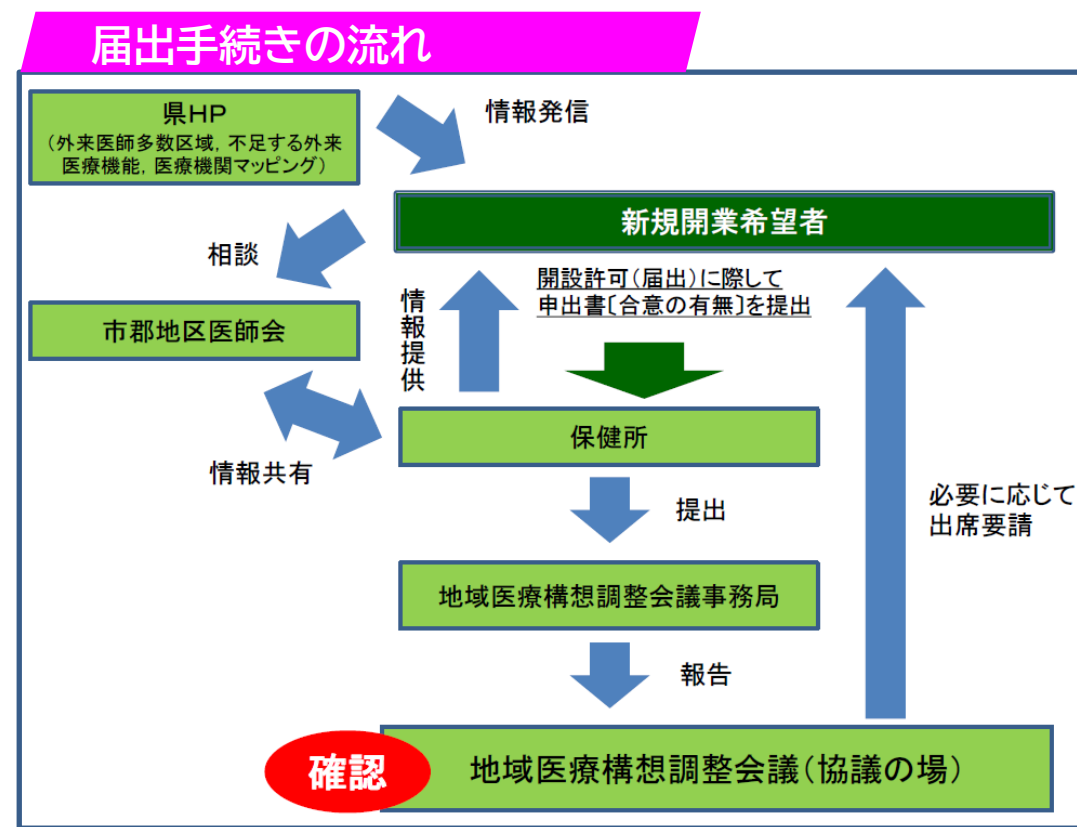 届出手続きの流れ
県HP
（外来医師多数区域，不足する外来
医療機能，医療機関マッピング）
情報発信
新規開業希望者
相談
開設許可（届出）に際して
申出書〔合意の有無〕を提出
情報提供
市郡地区医師会
保健所
情報共有
必要に応じて
出席要請
提出
地域医療構想調整会議事務局
報告
確認
地域医療構想調整会議（協議の場）